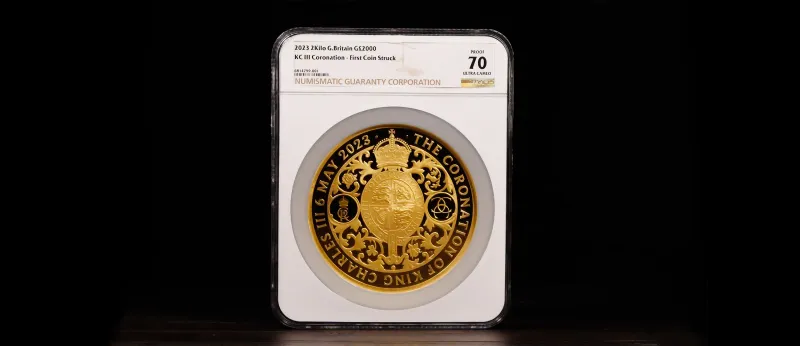 2023 2Kilo G.Britain G£2000
KC III Coronation - First Coin Struck
NUMISMATIC GUARANTY CORPORATION
PROOF
70
ULTRA CAMEO
THE CORONATION OF KING CHARLES III 6 MAY 2023